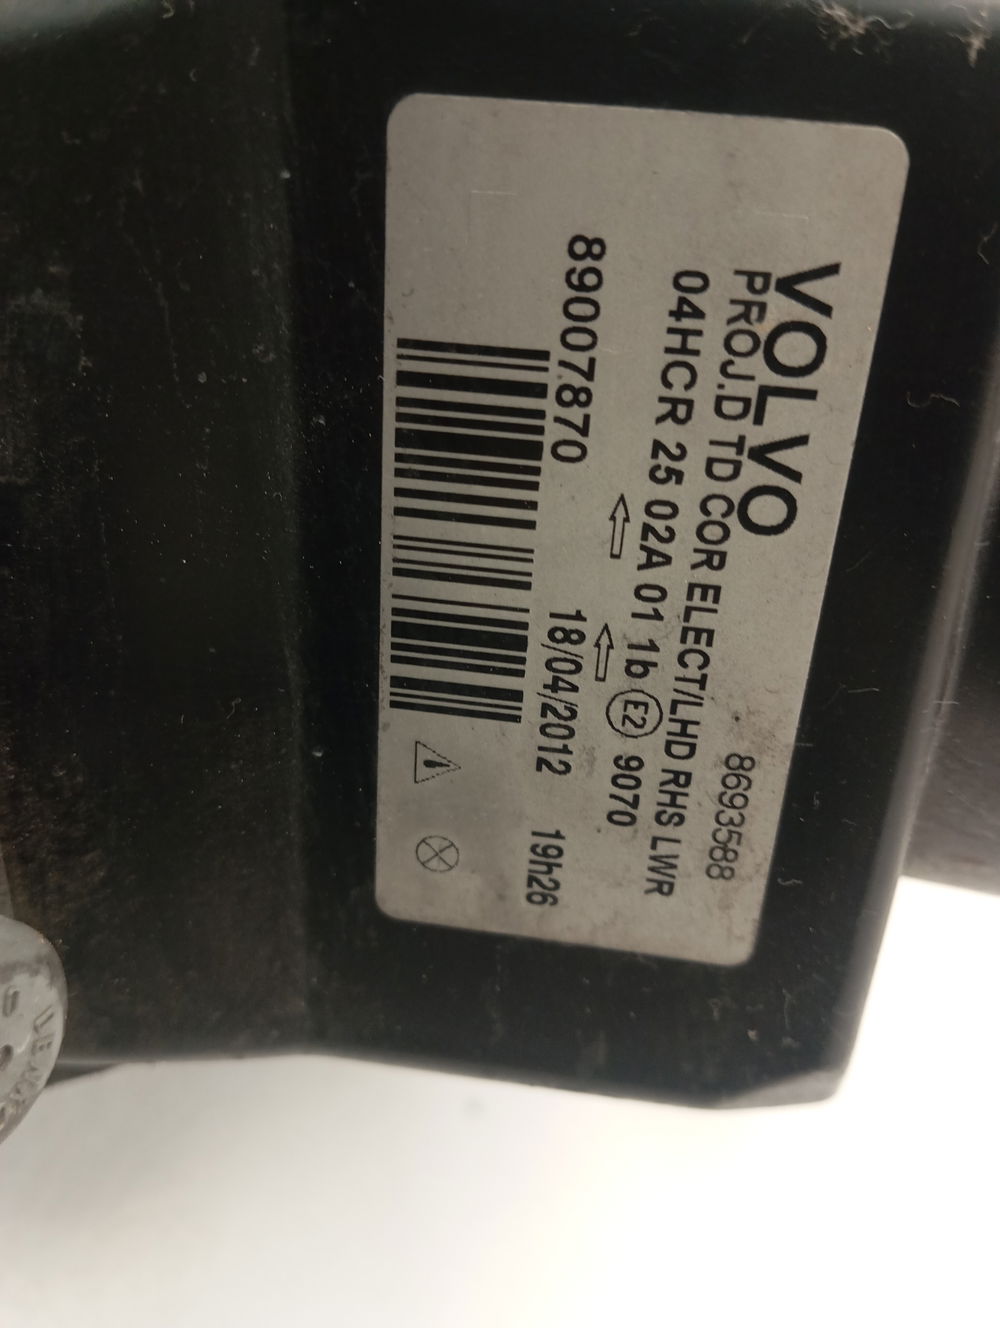 VOLVO 8693588
PROJ.D TD COR ELECT/LHD RHS LWR
04HCR 25 02A 01 1b E2 9070
89007870 18/04/2012 19h26